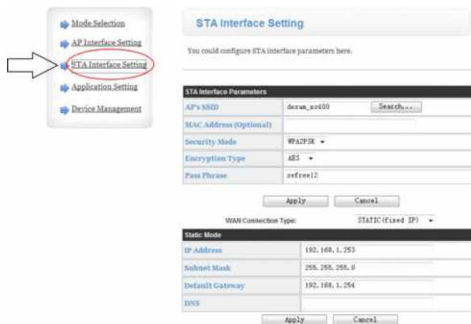 Mode Selection
AP Interface Setting
STA Interface Setting
Application Setting
Device Management
STA Interface Setting
You could configure STA interface parameters here.
STA Interface Parameters
AP's SSID
Search...
MAC Address (Optional)
Security Mode WPA2PSK
Encryption Type AES
Pass Phrase sefree12
Apply Cancel
WAN Connection Type: STATIC(fixed IP)
Static Mode
IP Address 192.168.1.253
Subnet Mask 255.255.255.0
Default Gateway 192.168.1.254
DNS
Apply Cancel